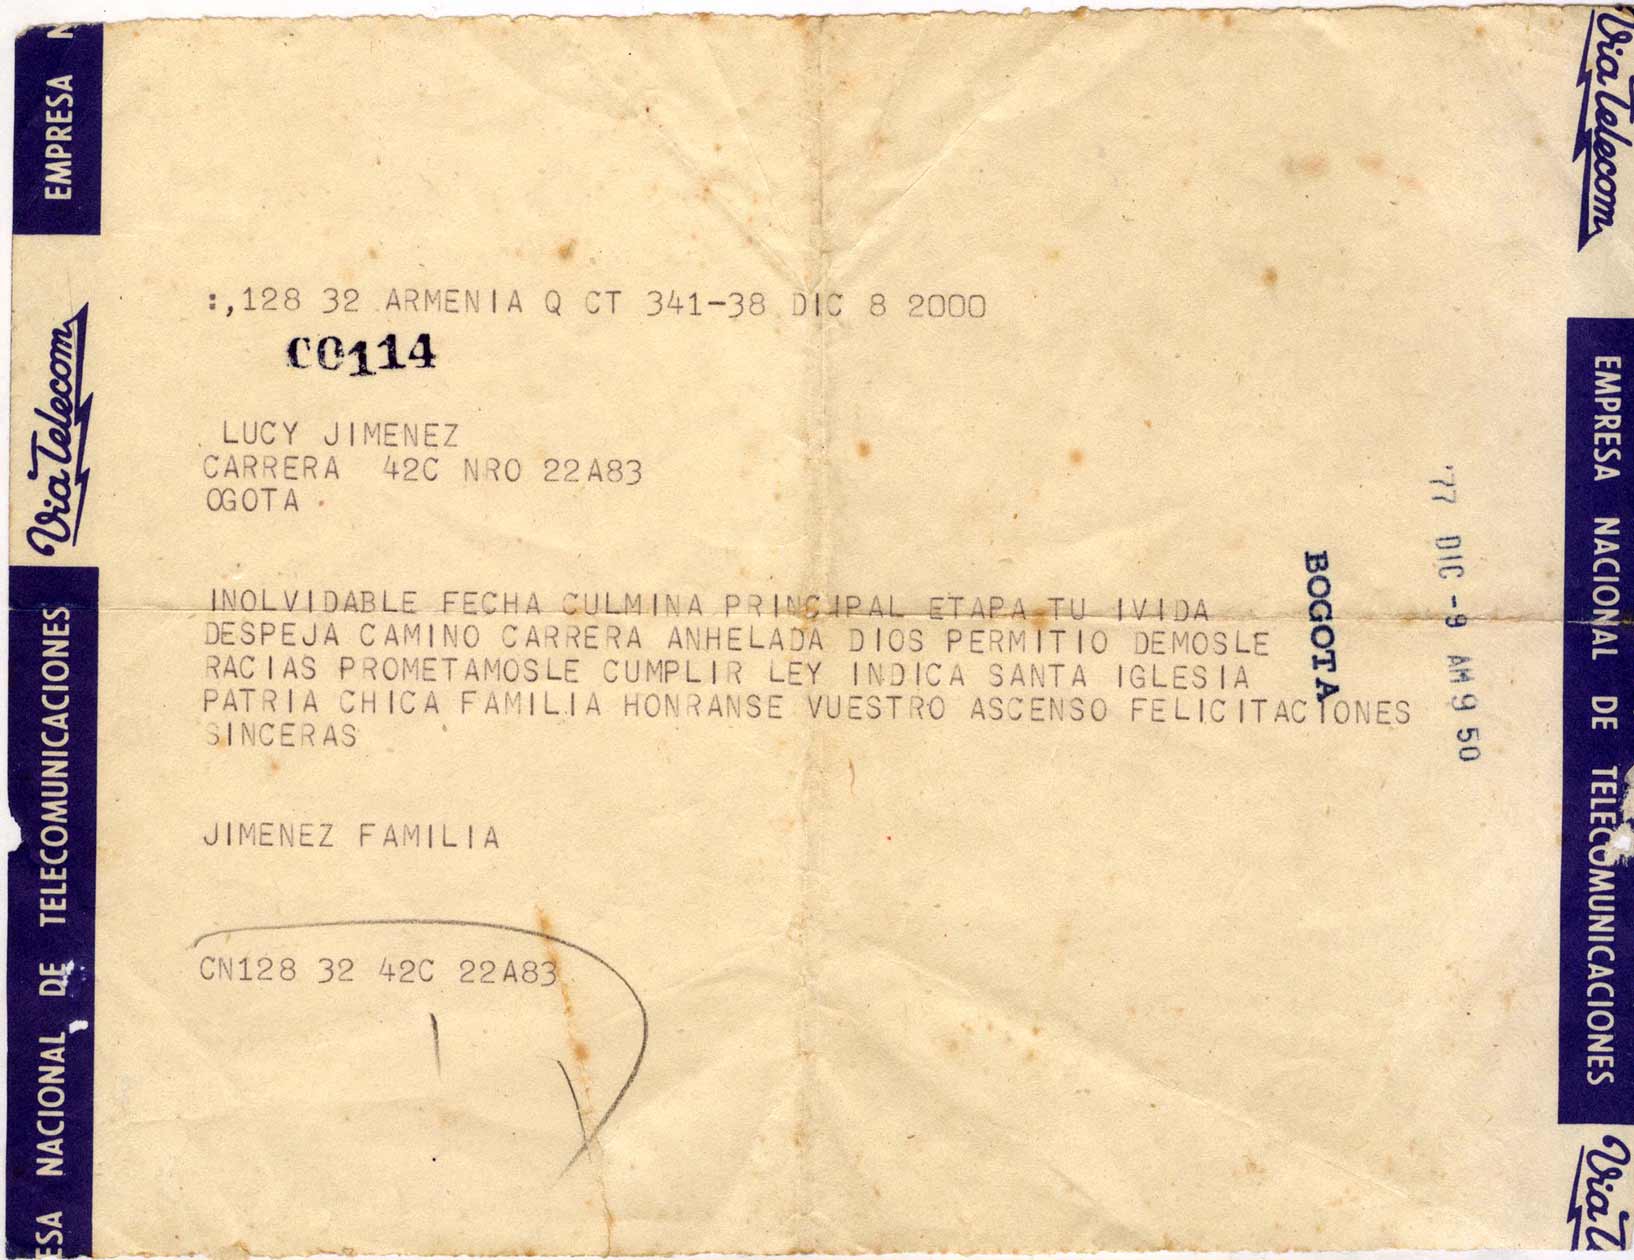 :,128 32 ARMENIA Q CT 341-38 DIC 8 2000
CO114
LUCY JIMENEZ
CARRERA 42C NRO 22A83
OGOTA
INOLVIDABLE FECHA CULMINA PRINCIPAL ETAPA TU IVIDA
DESPEJA CAMINO CARRERA ANHELADA DIOS PERMITIO DEMOSLE
RACIAS PROMETAMOSLE CUMPLIR LEY INDICA SANTA IGLESIA
PATRIA CHICA FAMILIA HONRANSE VUESTRO ASCENSO FELICITACIONES
SINCERAS
JIMENEZ FAMILIA
CN128 32 42C 22A83
BOGOTA
'77 DIC -9 AM 9 50
EMPRESA N
Via Telecom
ESA NACIONAL DE TELECOMUNICACIONES
Via Telecom
EMPRESA NACIONAL DE TELECOMUNICACIONES
Via T